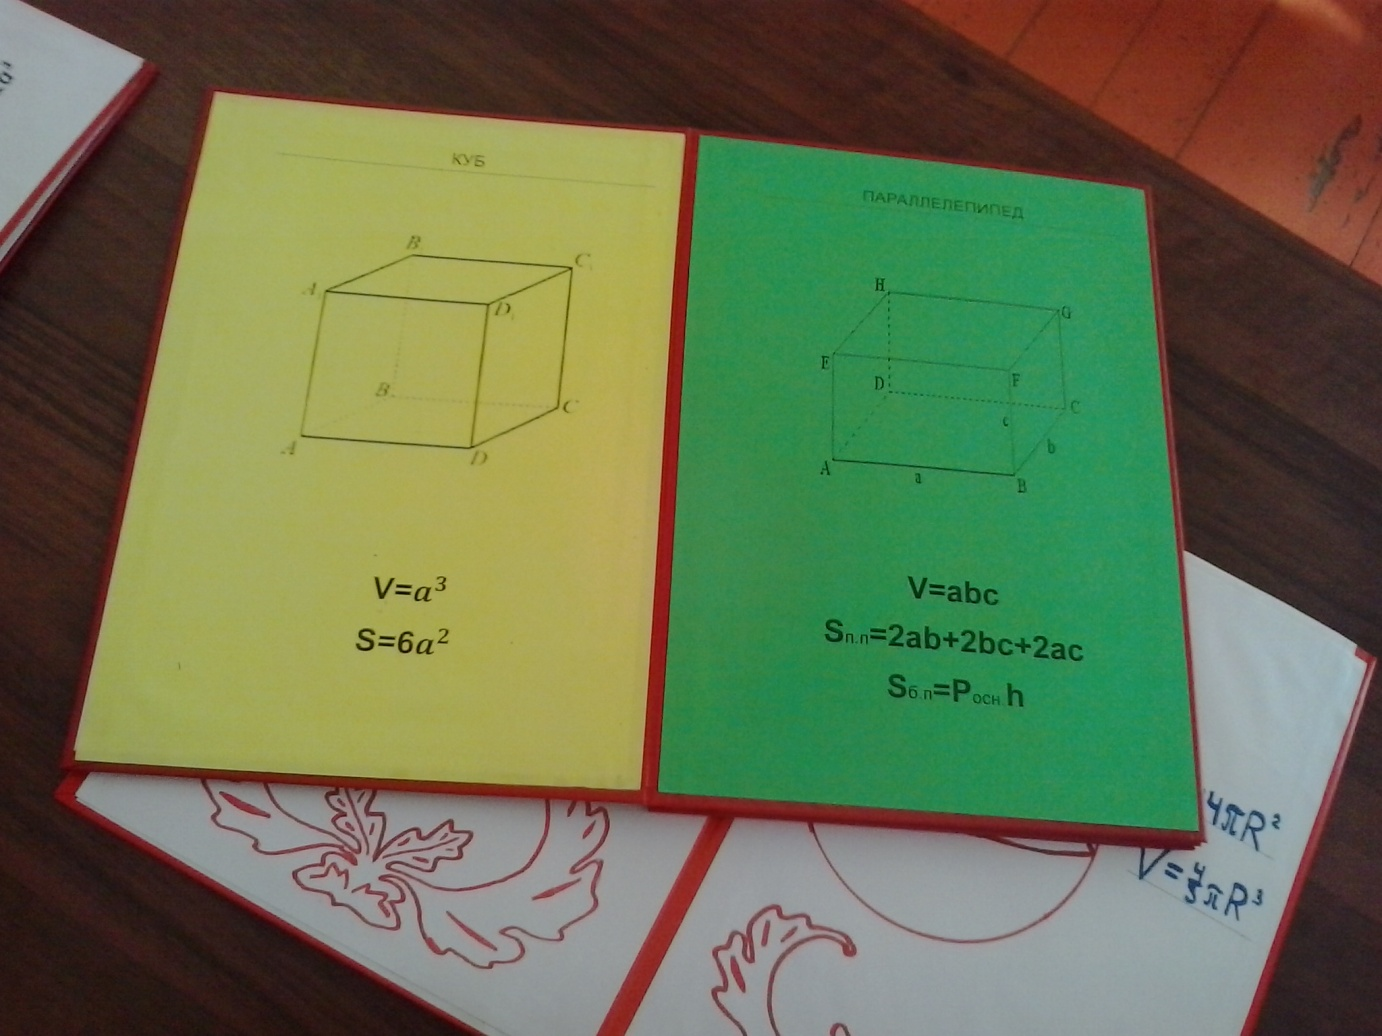 КУБ
B
C₁
A₁
D₁
B
C
A
D
V=a³
S=6a²
ПАРАЛЛЕЛЕПИПЕД
H
G
E
F
D
C
c
b
A
a
B
V=abc
Sп.п=2ab+2bc+2ac
Sб.п=Pосн.h
4πR²
V=4/3πR³